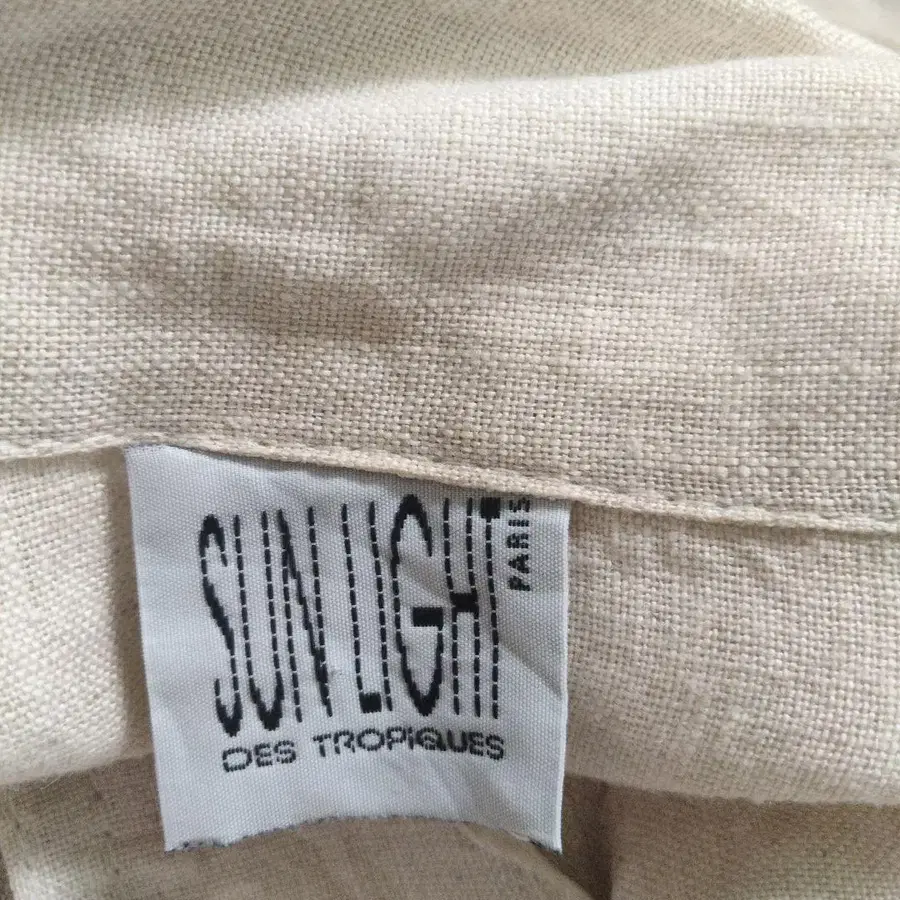 SUN LIGHT
PARIS
DES TROPIQUES